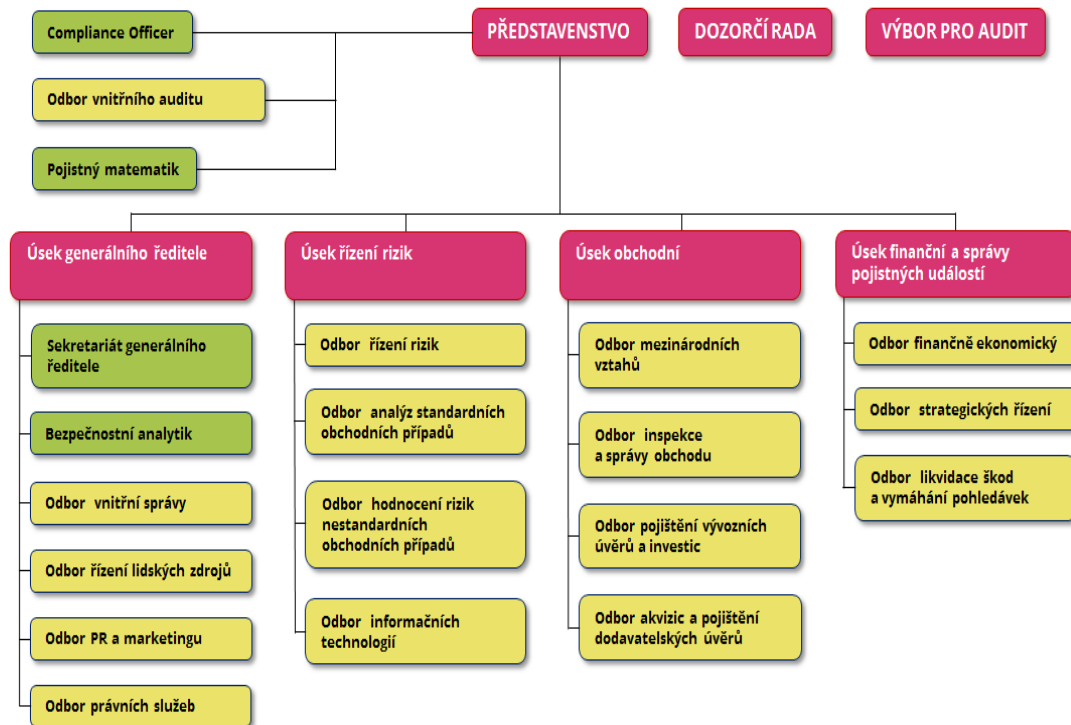 Compliance Officer
PŘEDSTAVENSTVO
DOZORČÍ RADA
VÝBOR PRO AUDIT
Odbor vnitřního auditu
Pojistný matematik
Úsek generálního ředitele
Sekretariát generálního
ředitele
Bezpečnostní analytik
Odbor vnitřní správy
Odbor řízení lidských zdrojů
Odbor PR a marketingu
Odbor právních služeb
Úsek řízení rizik
Odbor řízení rizik
Odbor analýz standardních
obchodních případů
Odbor hodnocení rizik
nestandardních
obchodních případů
Odbor informačních
technologií
Úsek obchodní
Odbor mezinárodních
vztahů
Odbor inspekce
a správy obchodu
Odbor pojištění vývozních
úvěrů a investic
Odbor akvizic a pojištění
dodavatelských úvěrů
Úsek finanční a správy
pojistných událostí
Odbor finančně ekonomický
Odbor strategických řízení
Odbor likvidace škod
a vymáhání pohledávek